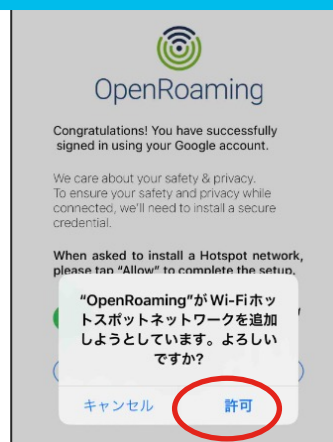 OpenRoaming
Congratulations! You have successfully
signed in using your Google account.
We care about your safety & privacy.
To ensure your safety and privacy while
connected, we'll need to install a secure
credential.
When asked to install a Hotspot network,
please tap "Allow" to complete the setup.
"OpenRoaming"がWi-Fiホッ
トスポットネットワークを追加
しようとしています。よろしい
ですか?
キャンセル 許可